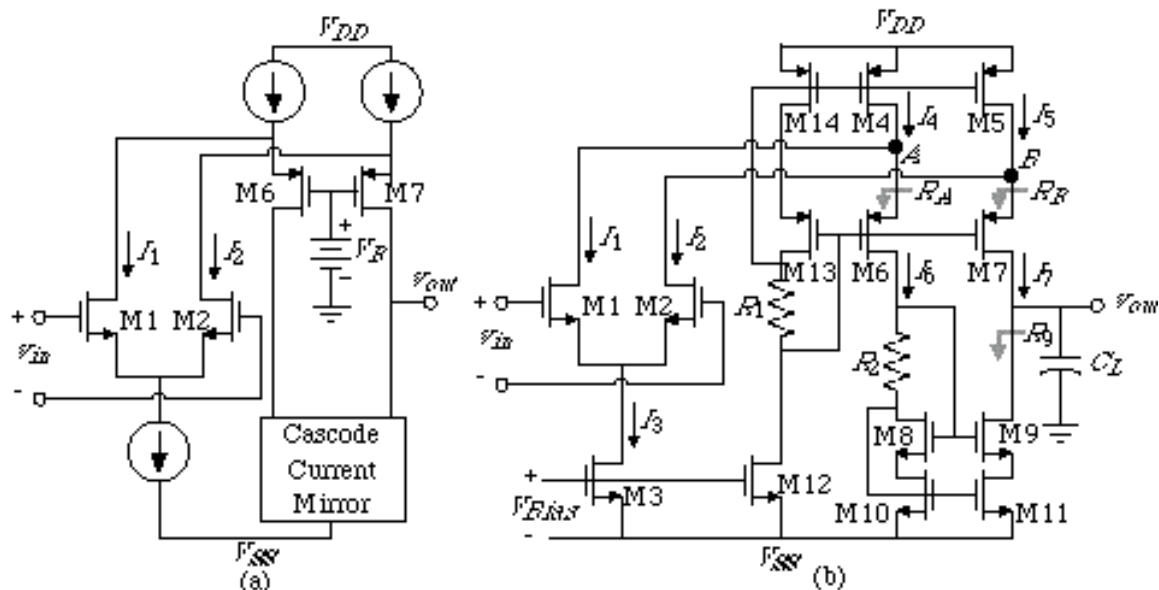 VDD
M6
M7
I1
I2
+
VB
-
vout
+
M1
M2
vin
-
Cascode
Current
Mirror
VSS
(a)
VDD
M14
M4
I4
M5
I5
A
B
RA
RB
I1
I2
M13
M6
I6
M7
I7
vout
+
M1
M2
R1
vin
-
R2
R9
CL
I3
M8
M9
+
M3
M12
VBias
M10
M11
-
VSS
(b)